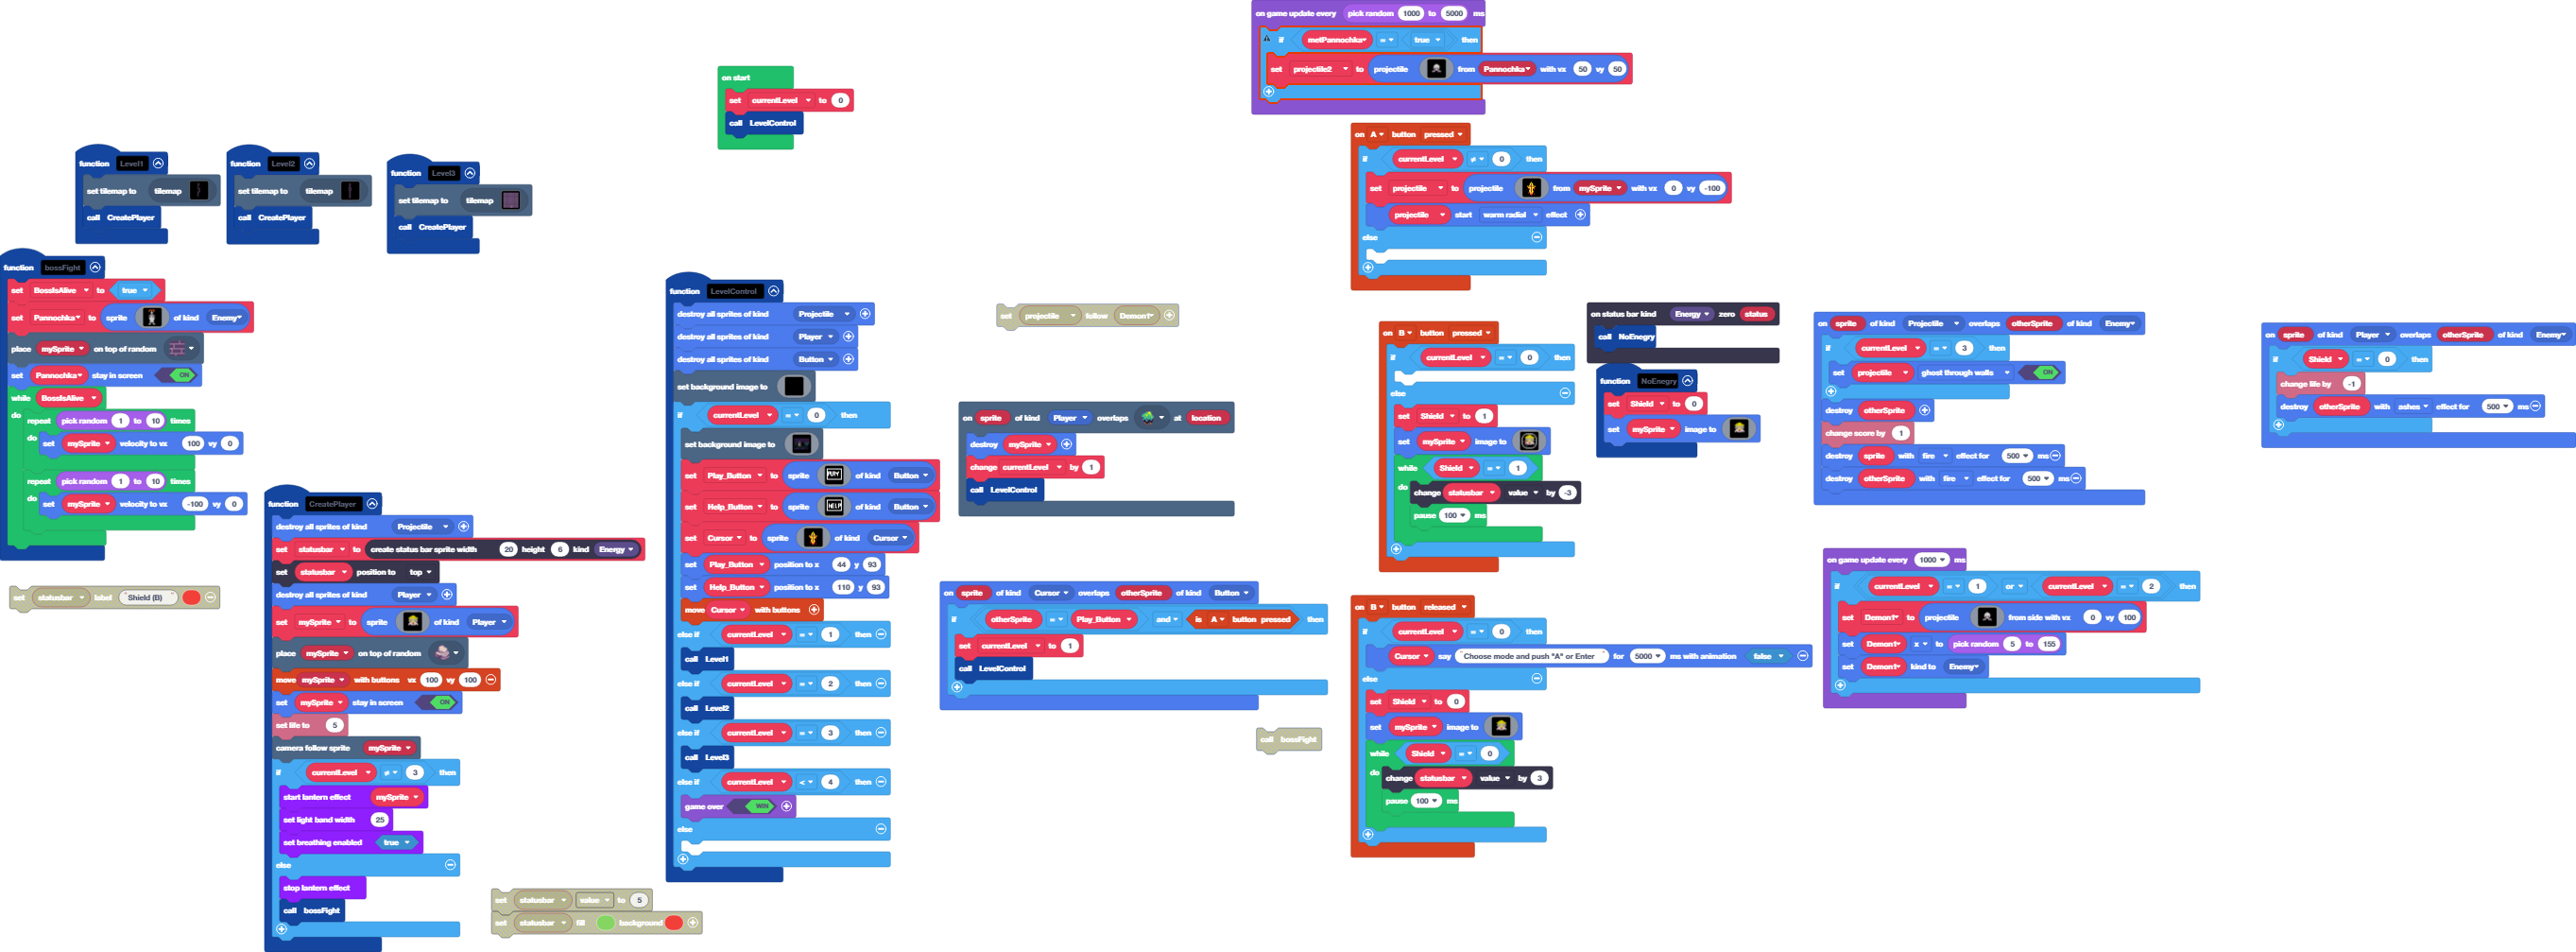 on game update every pick random 1000 to 5000 ms
if metPannochka = true then
set projectile2 to projectile from Pannochka with vx 50 vy 50
on start
set currentLevel to 0
call LevelControl
on A button pressed
if currentLevel ≠ 0 then
set projectile to projectile from mySprite with vx 0 vy -100
projectile start warm radial effect
else
function Level1
set tilemap to tilemap
call CreatePlayer
function Level2
set tilemap to tilemap
call CreatePlayer
function Level3
set tilemap to tilemap
call CreatePlayer
function bossFight
set BossIsAlive to true
set Pannochka to sprite of kind Enemy
place mySprite on top of random
set Pannochka stay in screen ON
while BossIsAlive
do
repeat pick random 1 to 10 times
do set mySprite velocity to vx 100 vy 0
repeat pick random 1 to 10 times
do set mySprite velocity to vx -100 vy 0
set statusbar label "Shield (B)"
function CreatePlayer
destroy all sprites of kind Projectile
set statusbar to create status bar sprite width 20 height 6 kind Energy
set statusbar position to top
destroy all sprites of kind Player
set mySprite to sprite of kind Player
place mySprite on top of random
move mySprite with buttons vx 100 vy 100
set mySprite stay in screen ON
set life to 5
camera follow sprite mySprite
if currentLevel ≠ 3 then
start lantern effect mySprite
set light band width 25
set breathing enabled true
else
stop lantern effect
call bossFight
set statusbar value to 5
set statusbar fill background
function LevelControl
destroy all sprites of kind Projectile
destroy all sprites of kind Player
destroy all sprites of kind Button
set background image to
if currentLevel = 0 then
set background image to
set Play_Button to sprite PLAY of kind Button
set Help_Button to sprite HELP of kind Button
set Cursor to sprite of kind Cursor
set Play_Button position to x 44 y 93
set Help_Button position to x 110 y 93
move Cursor with buttons
else if currentLevel = 1 then
call Level1
else if currentLevel = 2 then
call Level2
else if currentLevel = 3 then
call Level3
else if currentLevel < 4 then
game over WIN
else
set projectile follow Demon1
on sprite of kind Player overlaps at location
destroy mySprite
change currentLevel by 1
call LevelControl
on sprite of kind Cursor overlaps otherSprite of kind Button
if otherSprite = Play_Button and is A button pressed then
set currentLevel to 1
call LevelControl
call bossFight
on B button pressed
if currentLevel = 0 then
else
set Shield to 1
set mySprite image to
while Shield = 1
do change statusbar value by -3
pause 100 ms
on B button released
if currentLevel = 0 then
Cursor say "Choose mode and push "A" or Enter" for 5000 ms with animation false
else
set Shield to 0
set mySprite image to
while Shield = 0
do change statusbar value by 3
pause 100 ms
on status bar kind Energy zero status
call NoEnegry
function NoEnegry
set Shield to 0
set mySprite image to
on sprite of kind Projectile overlaps otherSprite of kind Enemy
if currentLevel = 3 then
set projectile ghost through walls ON
destroy otherSprite
change score by 1
destroy sprite with fire effect for 500 ms
destroy otherSprite with fire effect for 500 ms
on game update every 1000 ms
if currentLevel = 1 or currentLevel = 2 then
set Demon1 to projectile from side with vx 0 vy 100
set Demon1 x to pick random 5 to 155
set Demon1 kind to Enemy
on sprite of kind Player overlaps otherSprite of kind Enemy
if Shield = 0 then
change life by -1
destroy otherSprite with ashes effect for 500 ms